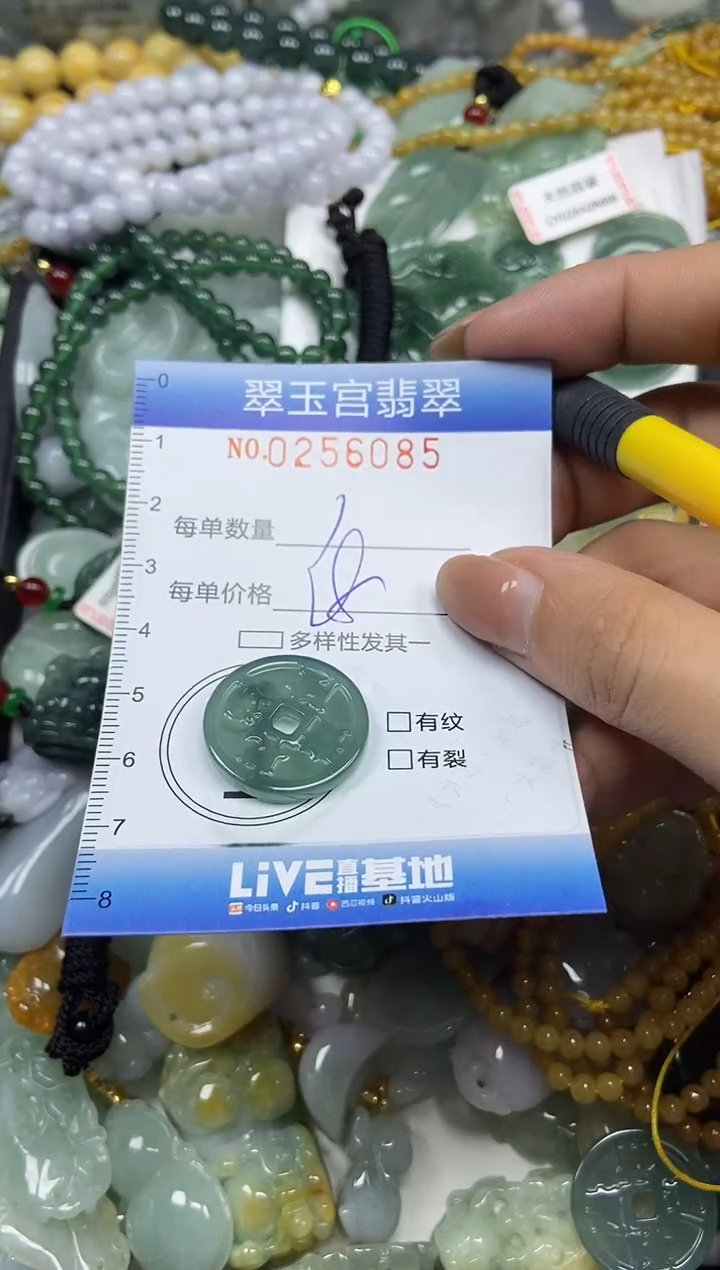 0
翠玉宫翡翠
NO.0256085
1
2
每单数量
3
每单价格
4
多样性发其一
5
有纹
6
有裂
7
LiVE直播基地
8
今日头条 抖音 西瓜视频 抖音火山版